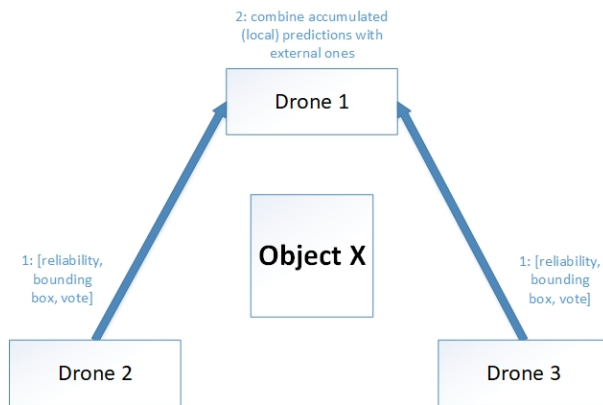 2: combine accumulated
(local) predictions with
external ones
Drone 1
Object X
1: [reliability,
bounding
box, vote]
1: [reliability,
bounding
box, vote]
Drone 2
Drone 3